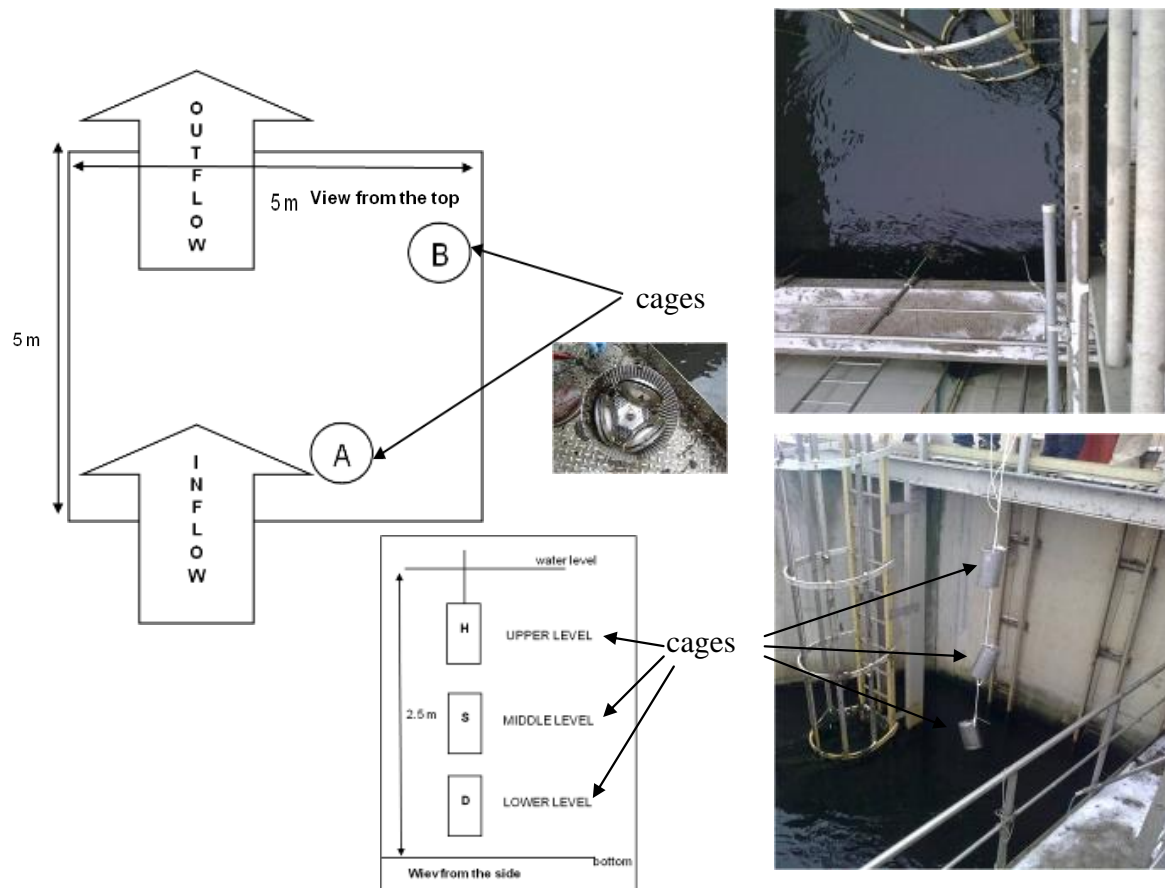 OUTFLOW
5 m View from the top
B
cages
5 m
A
INFLOW
water level
H
UPPER LEVEL
cages
2.5 m
S
MIDDLE LEVEL
D
LOWER LEVEL
bottom
Wiev from the side